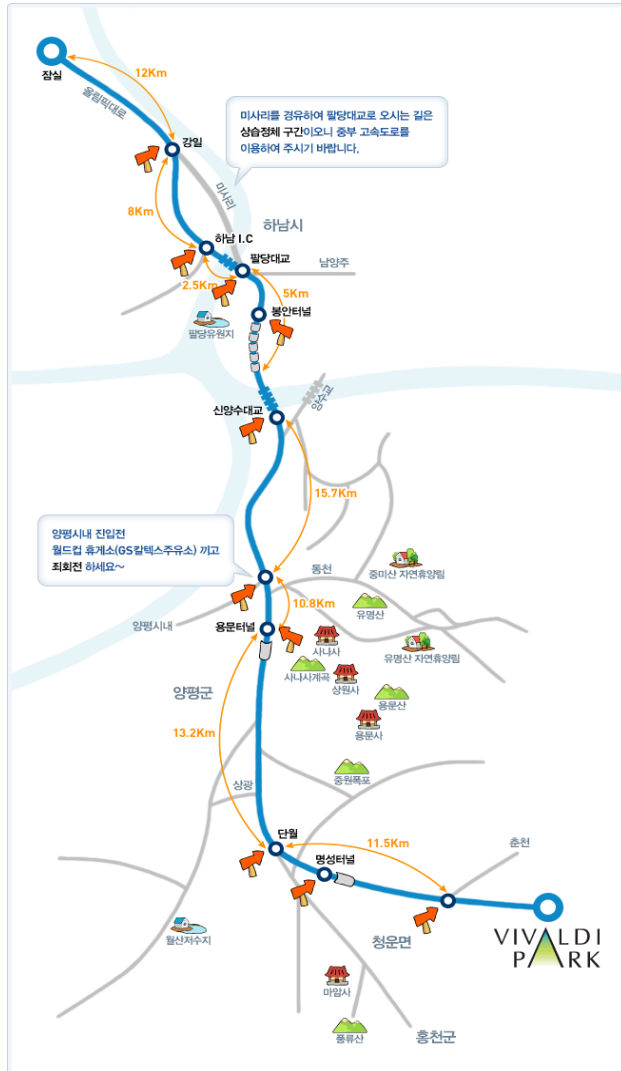 잠실
12Km
올림픽대로
미사리를 경유하여 팔당대교로 오시는 길은
상습정체 구간이오니 중부 고속도로를
이용하여 주시기 바랍니다.
강일
미사리
8Km
하남시
하남 I.C
팔당대교
남양주
2.5Km
5Km
봉안터널
팔당유원지
양수교
신양수대교
15.7Km
양평시내 진입전
월드컵 휴게소(GS칼텍스주유소) 끼고
좌회전 하세요~
동천
중미산 자연휴양림
10.8Km
유명산
양평시내
용문터널
사나사
유명산 자연휴양림
사나사계곡
상원사
양평군
용문산
용문사
13.2Km
중원폭포
상광
단월
11.5Km
춘천
명성터널
월산저수지
청운면
VIVALDI
PARK
마암사
풍류산
홍천군